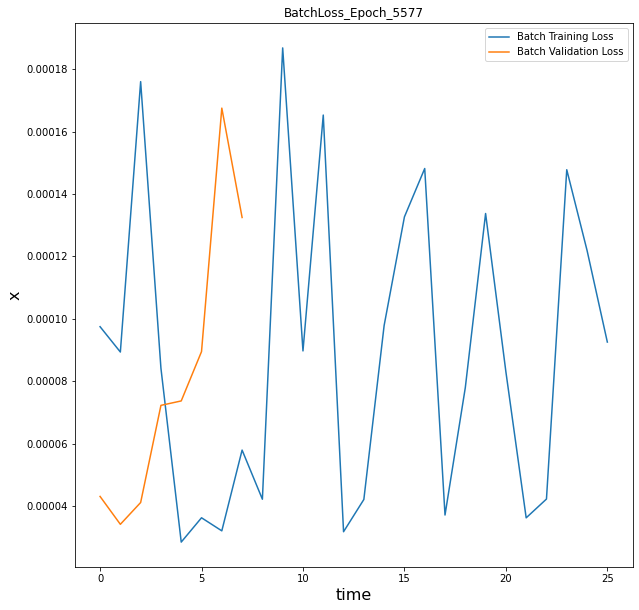 BatchLoss_Epoch_5577
Batch Training Loss
Batch Validation Loss
0.00018
0.00016
0.00014
0.00012
0.00010
0.00008
0.00006
0.00004
x
0 5 10 15 20 25
time